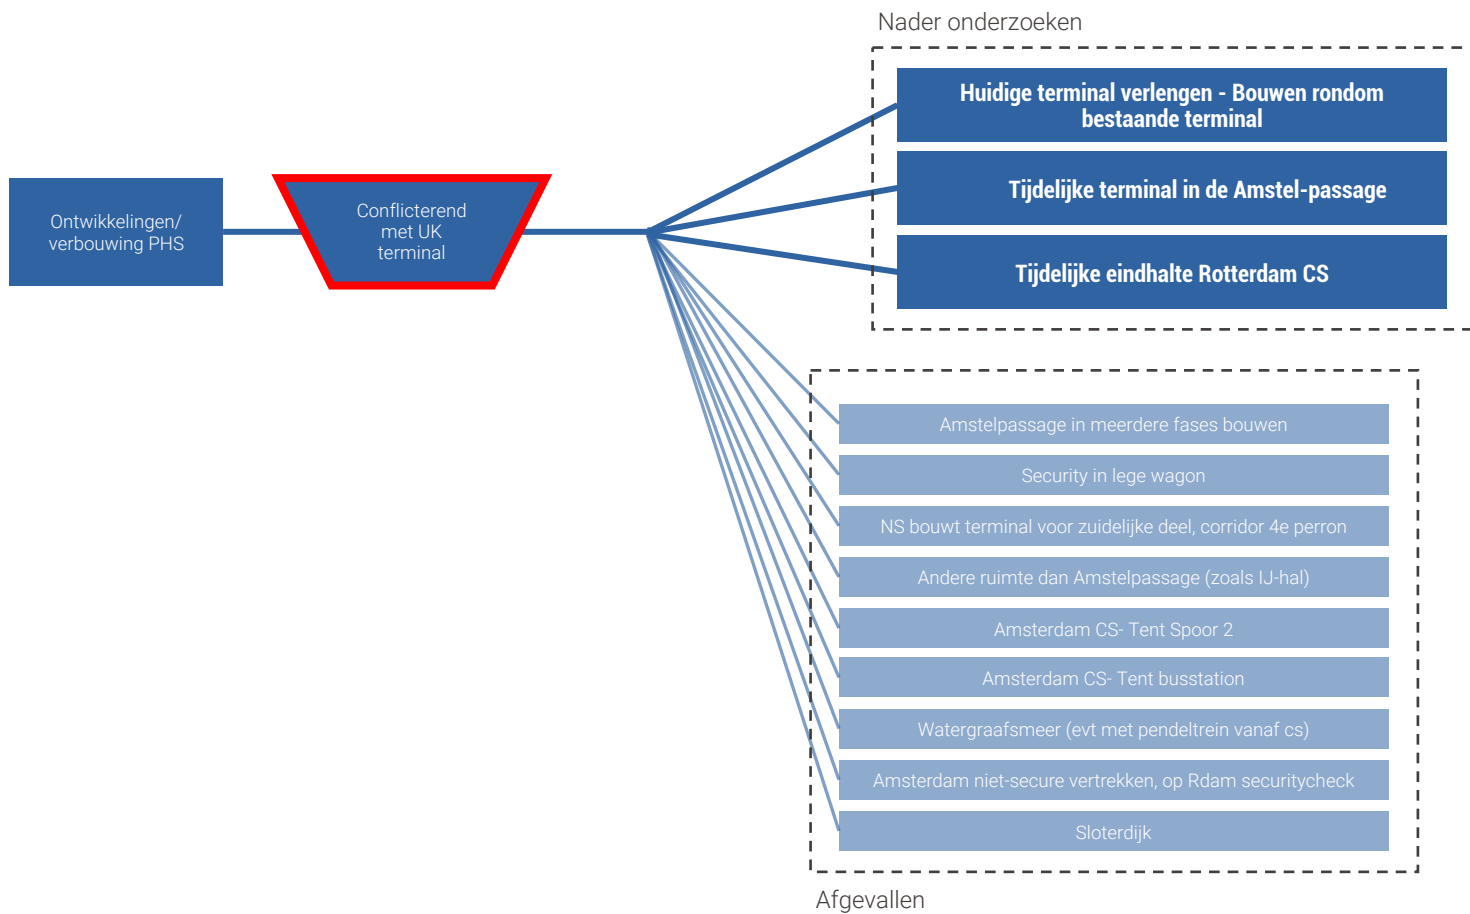 Nader onderzoeken
Huidige terminal verlengen - Bouwen rondom
bestaande terminal
Tijdelijke terminal in de Amstel-passage
Tijdelijke eindhalte Rotterdam CS
Ontwikkelingen/
verbouwing PHS
Conflicterend
met UK
terminal
Amstelpassage in meerdere fases bouwen
Security in lege wagon
NS bouwt terminal voor zuidelijke deel, corridor 4e perron
Andere ruimte dan Amstelpassage (zoals IJ-hal)
Amsterdam CS- Tent Spoor 2
Amsterdam CS- Tent busstation
Watergraafsmeer (evt met pendeltrein vanaf cs)
Amsterdam niet-secure vertrekken, op Rdam securitycheck
Sloterdijk
Afgevallen